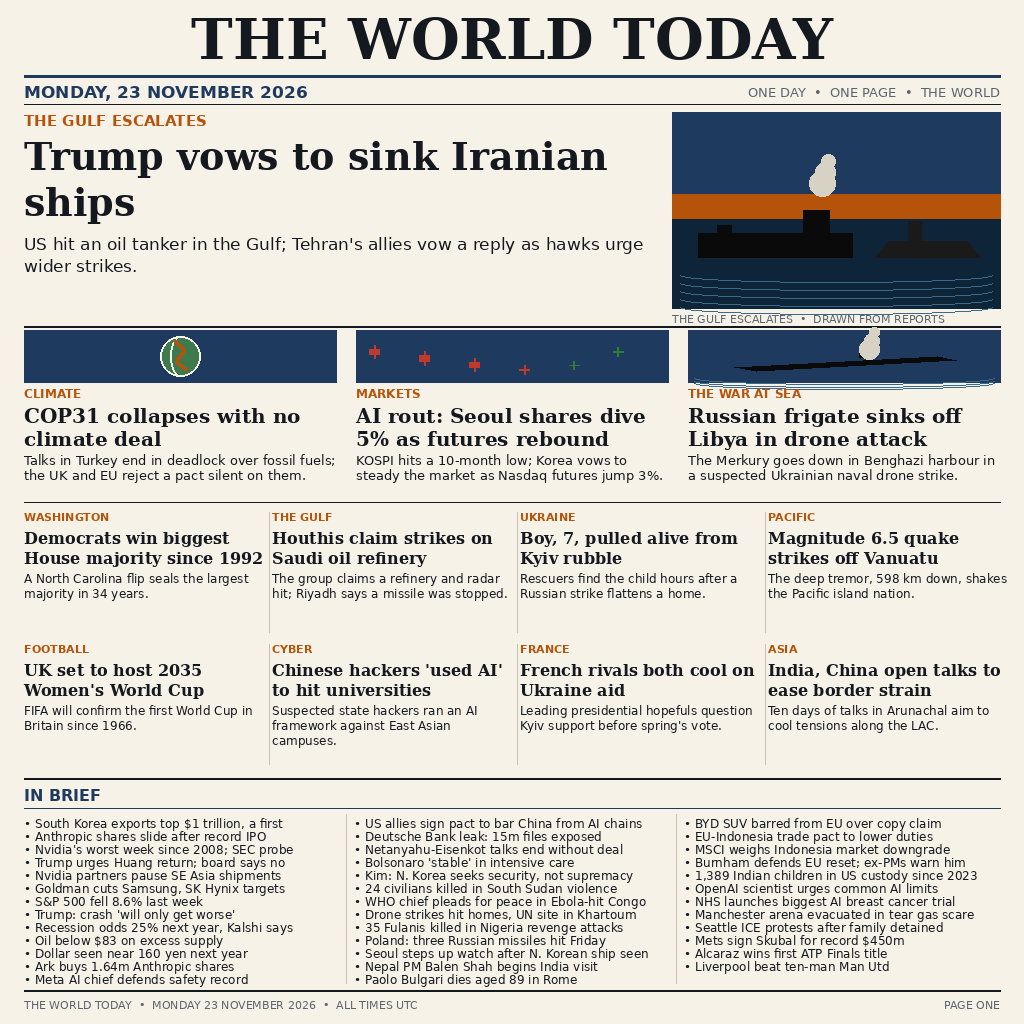 THE WORLD TODAY
MONDAY, 23 NOVEMBER 2026
ONE DAY • ONE PAGE • THE WORLD
THE GULF ESCALATES
Trump vows to sink Iranian
ships
US hit an oil tanker in the Gulf; Tehran's allies vow a reply as hawks urge
wider strikes.
THE GULF ESCALATES • DRAWN FROM REPORTS
CLIMATE
COP31 collapses with no
climate deal
Talks in Turkey end in deadlock over fossil fuels;
the UK and EU reject a pact silent on them.
MARKETS
AI rout: Seoul shares dive
5% as futures rebound
KOSPI hits a 10-month low; Korea vows to
steady the market as Nasdaq futures jump 3%.
THE WAR AT SEA
Russian frigate sinks off
Libya in drone attack
The Merkury goes down in Benghazi harbour in
a suspected Ukrainian naval drone strike.
WASHINGTON
Democrats win biggest
House majority since 1992
A North Carolina flip seals the largest
majority in 34 years.
THE GULF
Houthis claim strikes on
Saudi oil refinery
The group claims a refinery and radar
hit; Riyadh says a missile was stopped.
UKRAINE
Boy, 7, pulled alive from
Kyiv rubble
Rescuers find the child hours after a
Russian strike flattens a home.
PACIFIC
Magnitude 6.5 quake
strikes off Vanuatu
The deep tremor, 598 km down, shakes
the Pacific island nation.
FOOTBALL
UK set to host 2035
Women's World Cup
FIFA will confirm the first World Cup in
Britain since 1966.
CYBER
Chinese hackers 'used AI'
to hit universities
Suspected state hackers ran an AI
framework against East Asian
campuses.
FRANCE
French rivals both cool on
Ukraine aid
Leading presidential hopefuls question
Kyiv support before spring's vote.
ASIA
India, China open talks to
ease border strain
Ten days of talks in Arunachal aim to
cool tensions along the LAC.
IN BRIEF
• South Korea exports top $1 trillion, a first
• Anthropic shares slide after record IPO
• Nvidia's worst week since 2008; SEC probe
• Trump urges Huang return; board says no
• Nvidia partners pause SE Asia shipments
• Goldman cuts Samsung, SK Hynix targets
• S&P 500 fell 8.6% last week
• Trump: crash 'will only get worse'
• Recession odds 25% next year, Kalshi says
• Oil below $83 on excess supply
• Dollar seen near 160 yen next year
• Ark buys 1.64m Anthropic shares
• Meta AI chief defends safety record
• US allies sign pact to bar China from AI chains
• Deutsche Bank leak: 15m files exposed
• Netanyahu-Eisenkot talks end without deal
• Bolsonaro 'stable' in intensive care
• Kim: N. Korea seeks security, not supremacy
• 24 civilians killed in South Sudan violence
• WHO chief pleads for peace in Ebola-hit Congo
• Drone strikes hit homes, UN site in Khartoum
• 35 Fulanis killed in Nigeria revenge attacks
• Poland: three Russian missiles hit Friday
• Seoul steps up watch after N. Korean ship seen
• Nepal PM Balen Shah begins India visit
• Paolo Bulgari dies aged 89 in Rome
• BYD SUV barred from EU over copy claim
• EU-Indonesia trade pact to lower duties
• MSCI weighs Indonesia market downgrade
• Burnham defends EU reset; ex-PMs warn him
• 1,389 Indian children in US custody since 2023
• OpenAI scientist urges common AI limits
• NHS launches biggest AI breast cancer trial
• Manchester arena evacuated in tear gas scare
• Seattle ICE protests after family detained
• Mets sign Skubal for record $450m
• Alcaraz wins first ATP Finals title
• Liverpool beat ten-man Man Utd
THE WORLD TODAY • MONDAY 23 NOVEMBER 2026 • ALL TIMES UTC
PAGE ONE